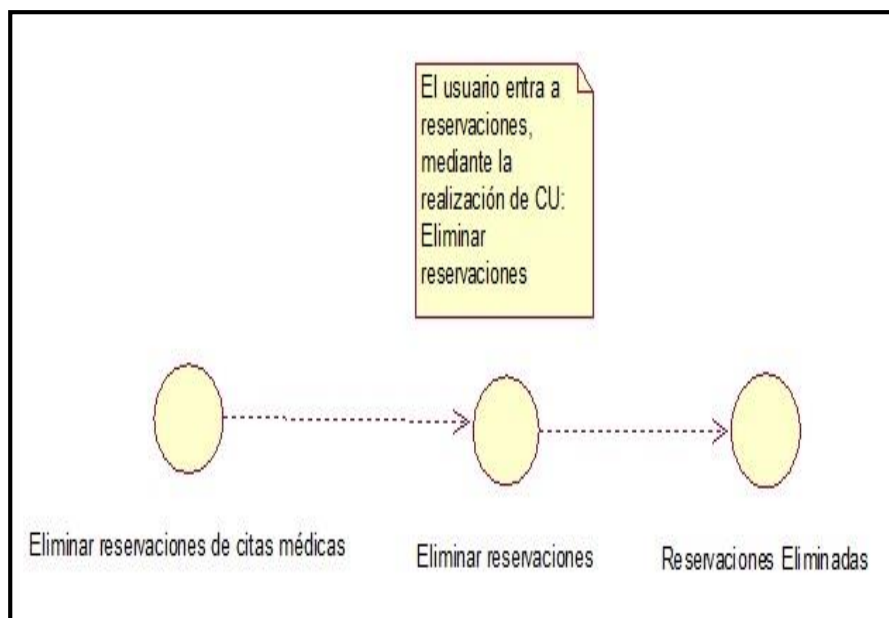 El usuario entra a
reservaciones,
mediante la
realización de CU:
Eliminar
reservaciones
Eliminar reservaciones de citas médicas
Eliminar reservaciones
Reservaciones Eliminadas